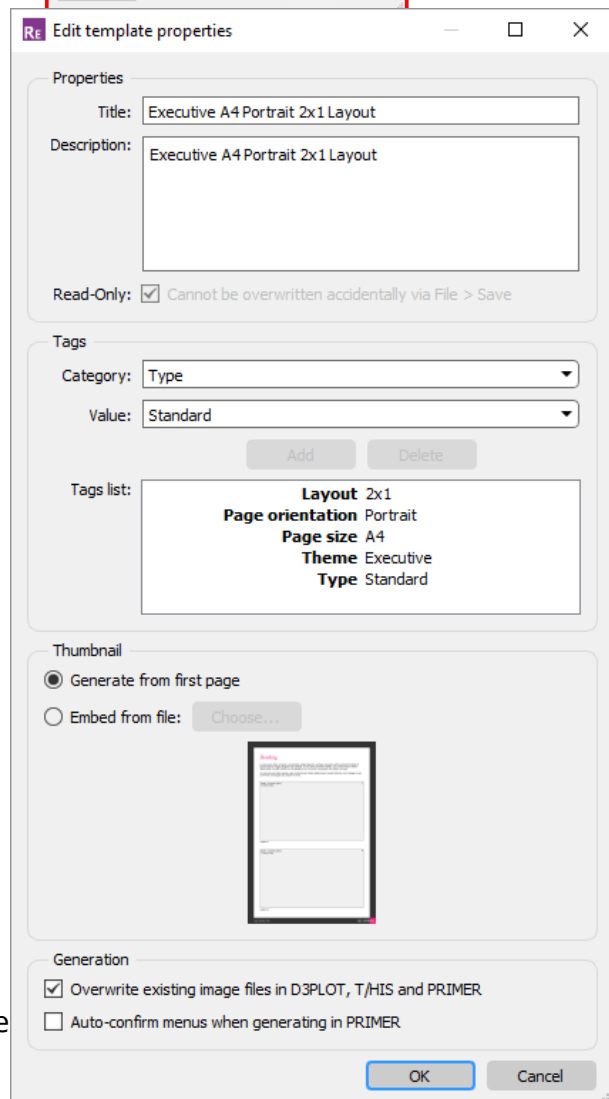 RE Edit template properties
Properties
Title: Executive A4 Portrait 2x1 Layout
Description: Executive A4 Portrait 2x1 Layout
Read-Only: Cannot be overwritten accidentally via File > Save
Tags
Category: Type
Value: Standard
Add Delete
Tags list: Layout 2x1
Page orientation Portrait
Page size A4
Theme Executive
Type Standard
Thumbnail
Generate from first page
Embed from file: Choose...
Heading
Generation
Overwrite existing image files in D3PLOT, T/HIS and PRIMER
e
Auto-confirm menus when generating in PRIMER
OK Cancel